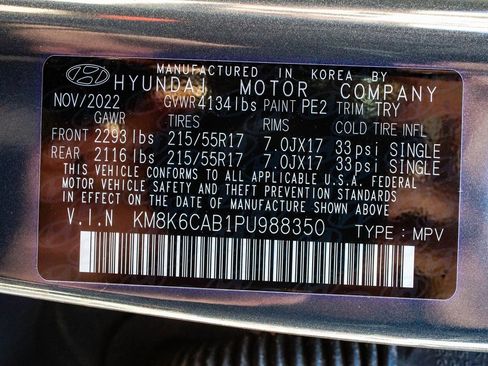 MANUFACTURED IN KOREA BY
HYUNDAI MOTOR COMPANY
NOV/2022 GVWR 4134 lbs PAINT PE2 TRIM TRY
GAWR TIRES RIMS COLD TIRE INFL
FRONT 2293 lbs 215/55R17 7.0JX17 33psi SINGLE
REAR 2116 lbs 215/55R17 7.0JX17 33psi SINGLE
THIS VEHICLE CONFORMS TO ALL APPLICABLE U.S.A. FEDERAL
MOTOR VEHICLE SAFETY BUMPER, AND THEFT PREVENTION
STANDARDS IN EFFECT ON THE DATE OF MANUFACTURE SHOWN ABOVE
V.I.N KM8K6CAB1PU988350 TYPE : MPV